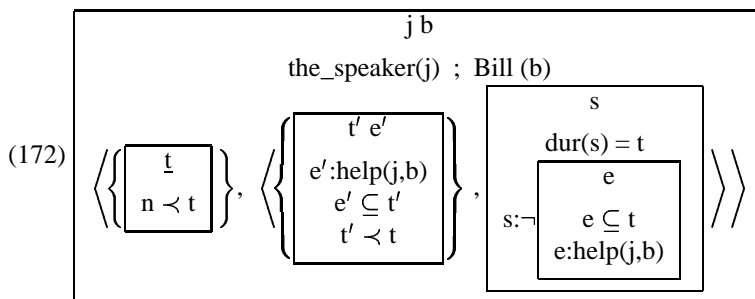 j b
the_speaker(j) ; Bill (b)
(172) ⟨{ t̲
n ≺ t }, ⟨{ t′ e′
e′:help(j,b)
e′ ⊆ t′
t′ ≺ t }, s
dur(s) = t
s:¬ e
e ⊆ t
e:help(j,b) ⟩⟩